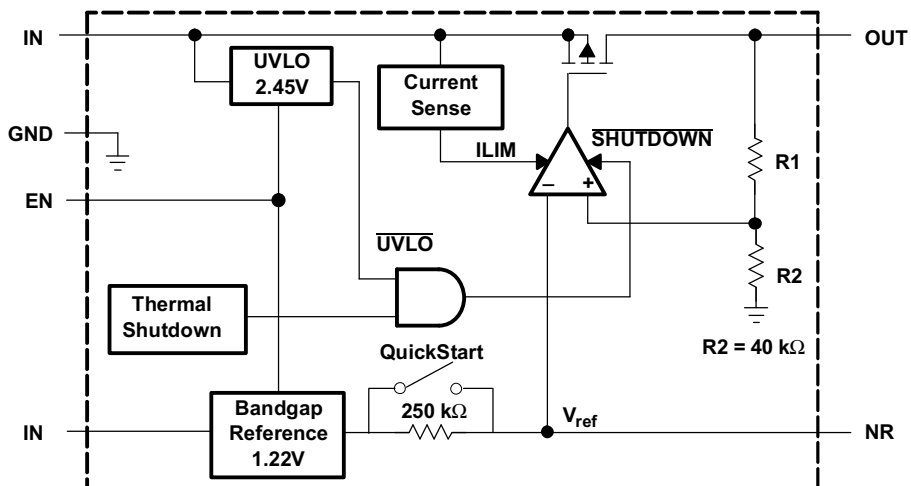 IN
OUT
UVLO
2.45V
Current
Sense
GND
SHUTDOWN
ILIM
R1
–
+
EN
UVLO
R2
Thermal
Shutdown
QuickStart
R2 = 40 kΩ
250 kΩ
Bandgap
Reference
1.22V
Vref
IN
NR